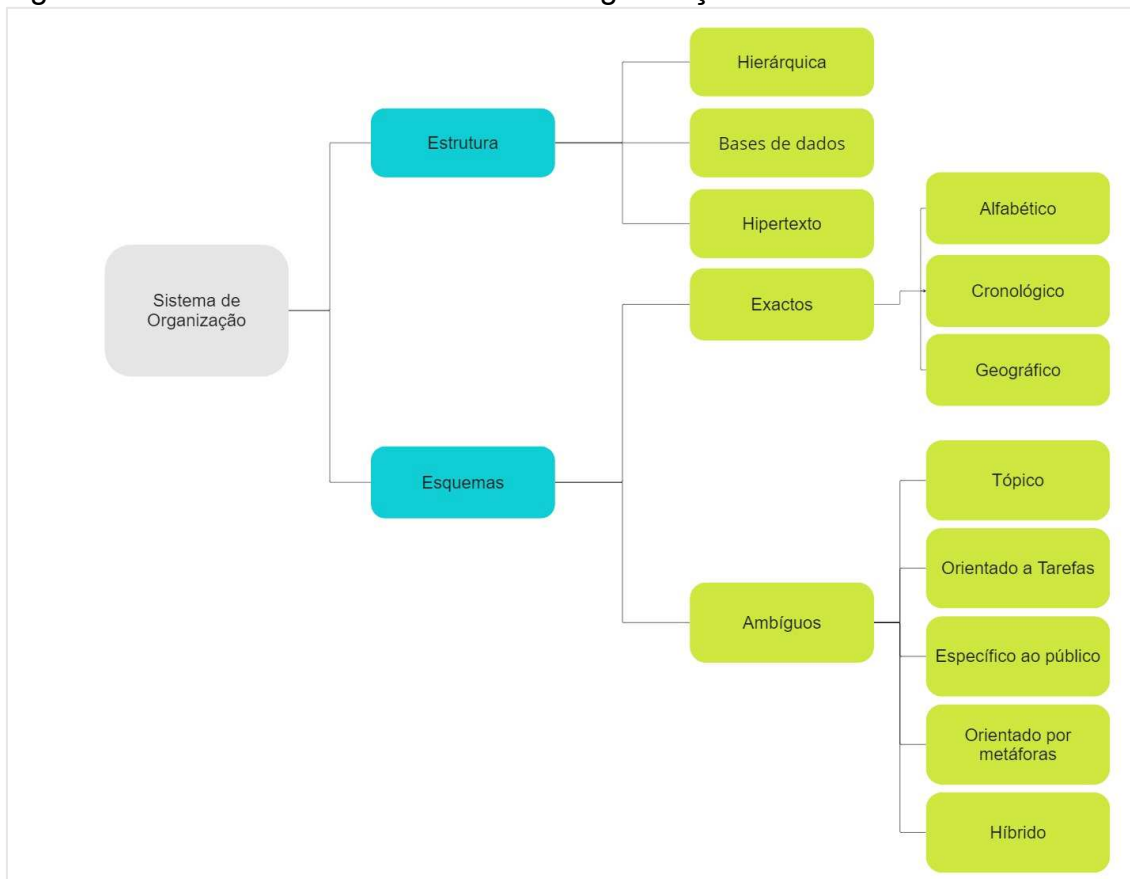 Hierárquica
Estrutura
Bases de dados
Hipertexto
Alfabético
Sistema de
Organização
Exactos
Cronológico
Geográfico
Esquemas
Tópico
Orientado a Tarefas
Ambíguos
Específico ao público
Orientado por
metáforas
Híbrido